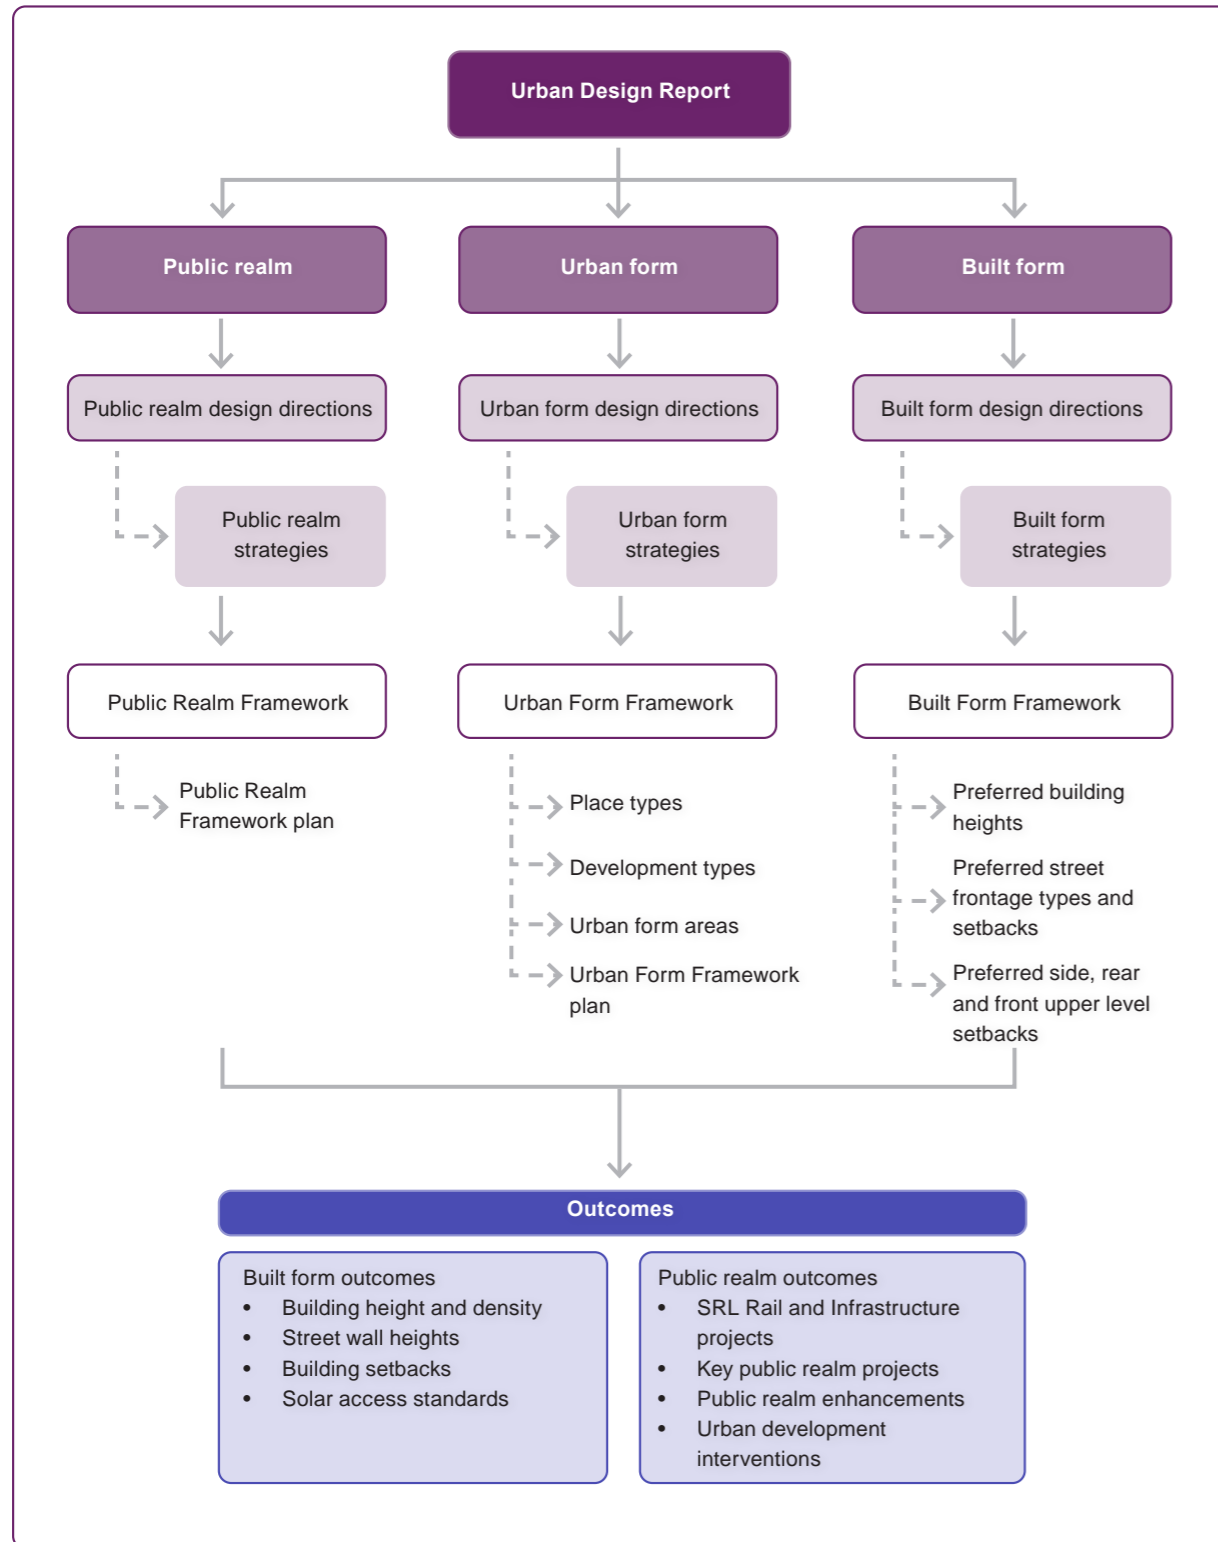 Urban Design Report
Public realm
Urban form
Built form
Public realm design directions
Urban form design directions
Built form design directions
Public realm
strategies
Urban form
strategies
Built form
strategies
Public Realm Framework
Urban Form Framework
Built Form Framework
Public Realm
Framework plan
Place types
Development types
Urban form areas
Urban Form Framework
plan
Preferred building
heights
Preferred street
frontage types and
setbacks
Preferred side, rear
and front upper level
setbacks
Outcomes
Built form outcomes
• Building height and density
• Street wall heights
• Building setbacks
• Solar access standards
Public realm outcomes
• SRL Rail and Infrastructure
projects
• Key public realm projects
• Public realm enhancements
• Urban development
interventions